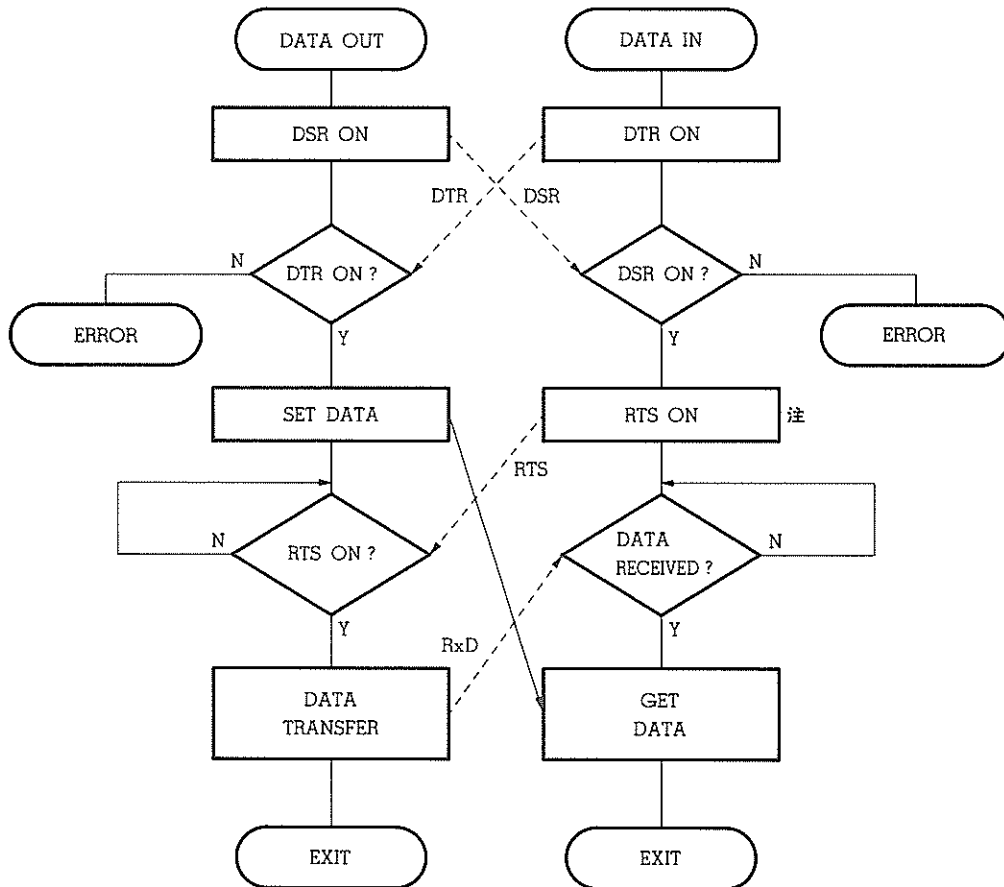 DATA OUT
DATA IN
DSR ON
DTR ON
DTR
DSR
N
DTR ON ?
DSR ON ?
N
ERROR
Y
Y
ERROR
SET DATA
RTS ON
注
RTS
N
RTS ON ?
DATA
RECEIVED ?
N
Y
Y
RxD
DATA
TRANSFER
GET
DATA
EXIT
EXIT